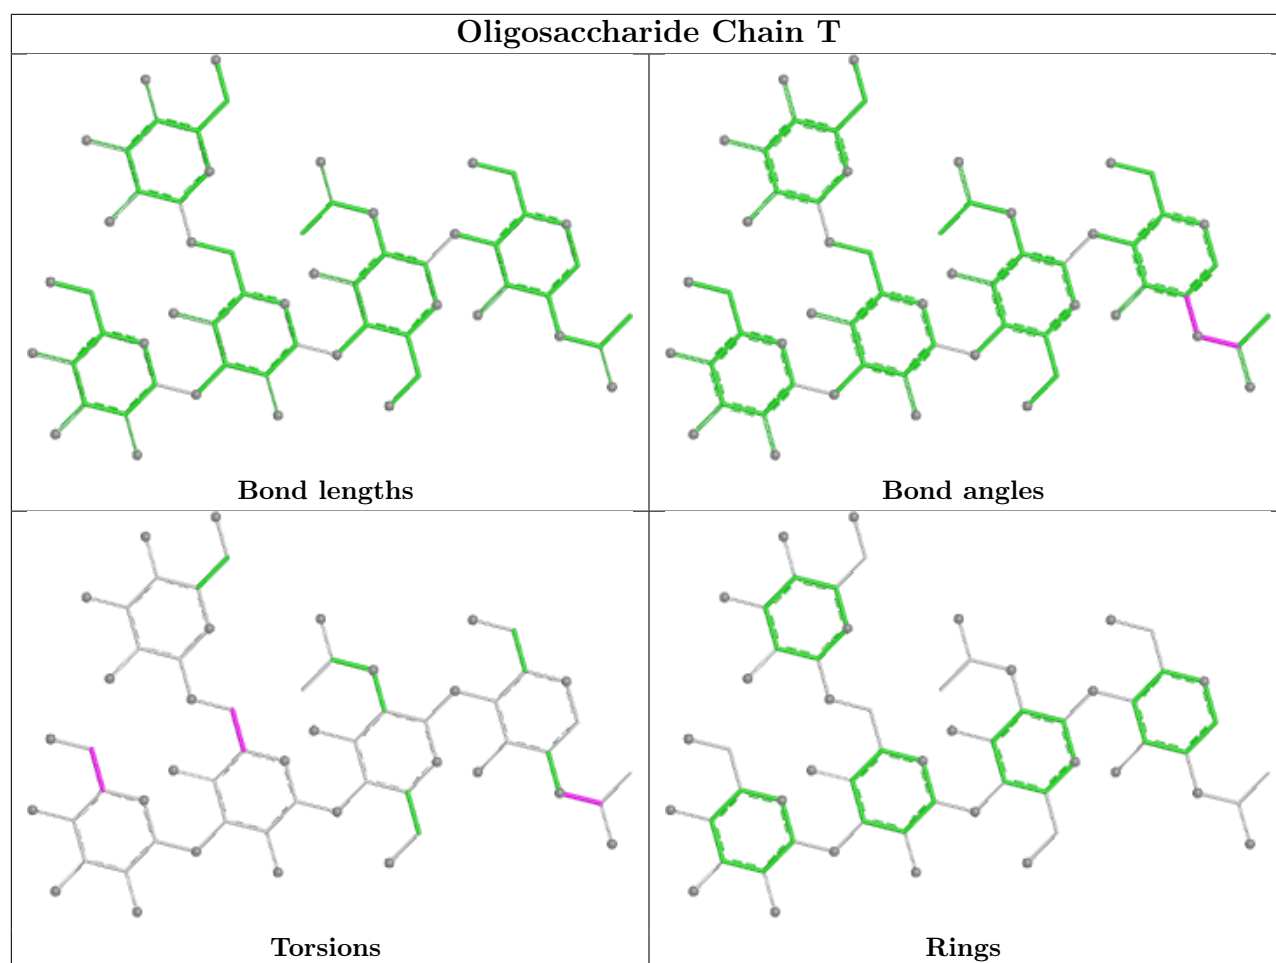 Oligosaccharide Chain T
Bond lengths
Bond angles
Torsions
Rings